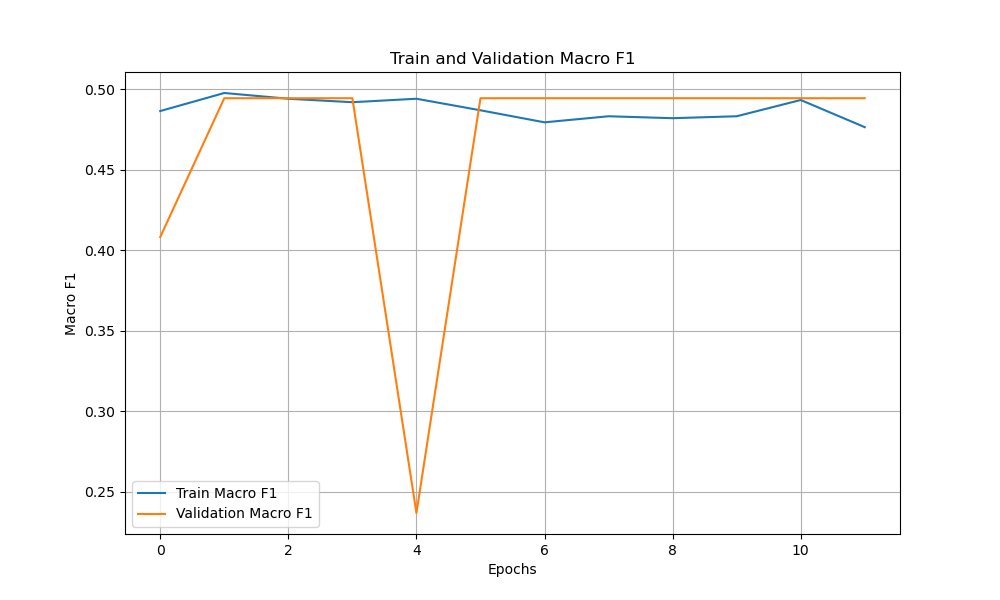 Train and Validation Macro F1
Macro F1
0.50
0.45
0.40
0.35
0.30
0.25
Train Macro F1
Validation Macro F1
0 2 4 6 8 10
Epochs